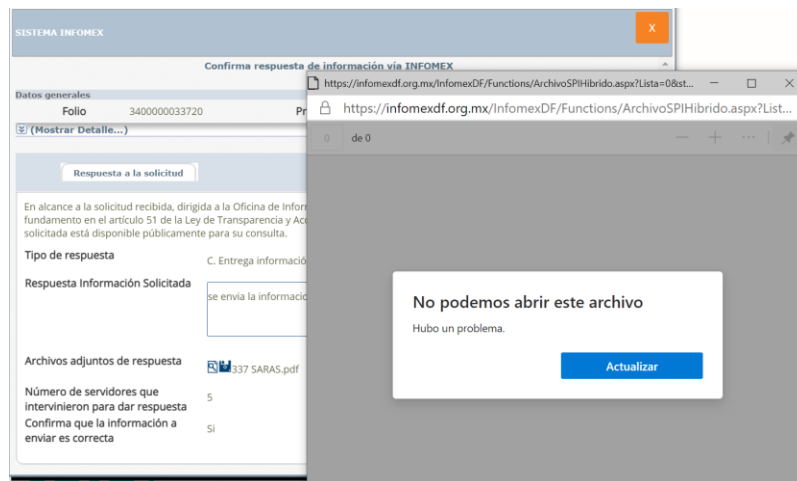 SISTEMA INFOMEX
X
Confirma respuesta de información vía INFOMEX
Datos generales
Folio 3400000033720 Pr
(Mostrar Detalle...)
Respuesta a la solicitud
En alcance a la solicitud recibida, dirigida a la Oficina de Infor
fundamento en el artículo 51 de la Ley de Transparencia y Acc
solicitada está disponible públicamente para su consulta.
Tipo de respuesta C. Entrega informació
Respuesta Información Solicitada se envia la informacio
Archivos adjuntos de respuesta 337 SARAS.pdf
Número de servidores que
intervinieron para dar respuesta 5
Confirma que la información a
enviar es correcta Si
https://infomexdf.org.mx/InfomexDF/Functions/ArchivoSPIHibrido.aspx?Lista=0&st...
https://infomexdf.org.mx/InfomexDF/Functions/ArchivoSPIHibrido.aspx?List...
0 de 0
No podemos abrir este archivo
Hubo un problema.
Actualizar